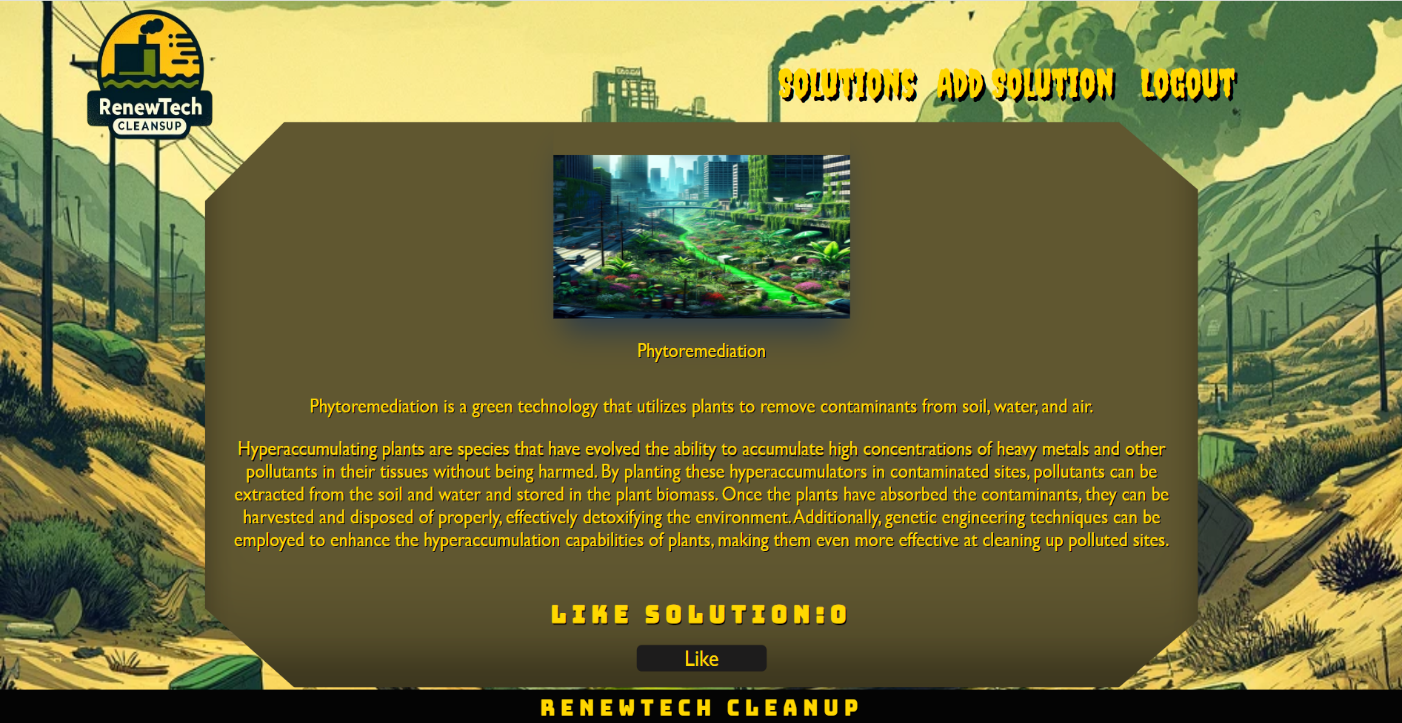 RenewTech
CLEANSUP
SOLUTIONS ADD SOLUTION LOGOUT
Phytoremediation
Phytoremediation is a green technology that utilizes plants to remove contaminants from soil, water, and air.
Hyperaccumulating plants are species that have evolved the ability to accumulate high concentrations of heavy metals and other
pollutants in their tissues without being harmed. By planting these hyperaccumulators in contaminated sites, pollutants can be
extracted from the soil and water and stored in the plant biomass. Once the plants have absorbed the contaminants, they can be
harvested and disposed of properly, effectively detoxifying the environment. Additionally, genetic engineering techniques can be
employed to enhance the hyperaccumulation capabilities of plants, making them even more effective at cleaning up polluted sites.
LIKE SOLUTION:0
Like
RENEWTECH CLEANUP